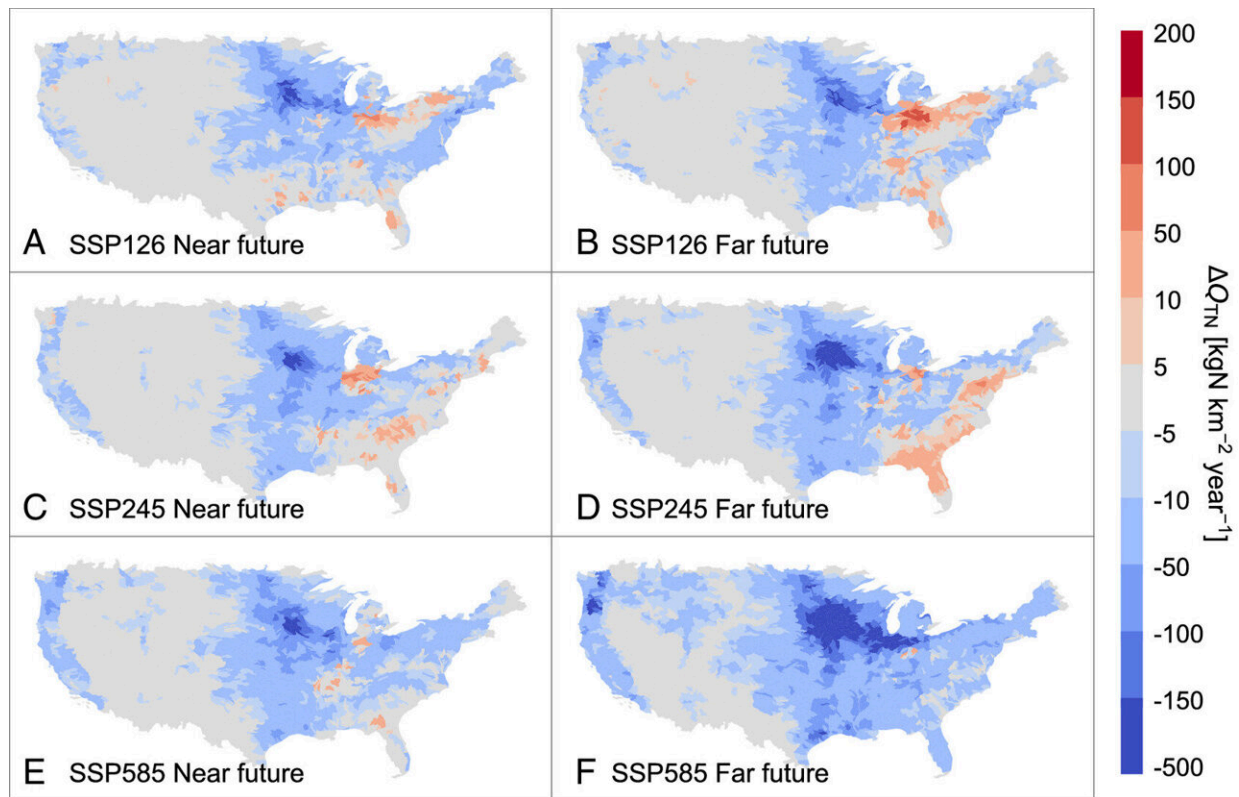 A SSP126 Near future
B SSP126 Far future
C SSP245 Near future
D SSP245 Far future
E SSP585 Near future
F SSP585 Far future
200
150
100
50
10
5
-5
-10
-50
-100
-150
-500
ΔQTN [kgN km⁻² year⁻¹]